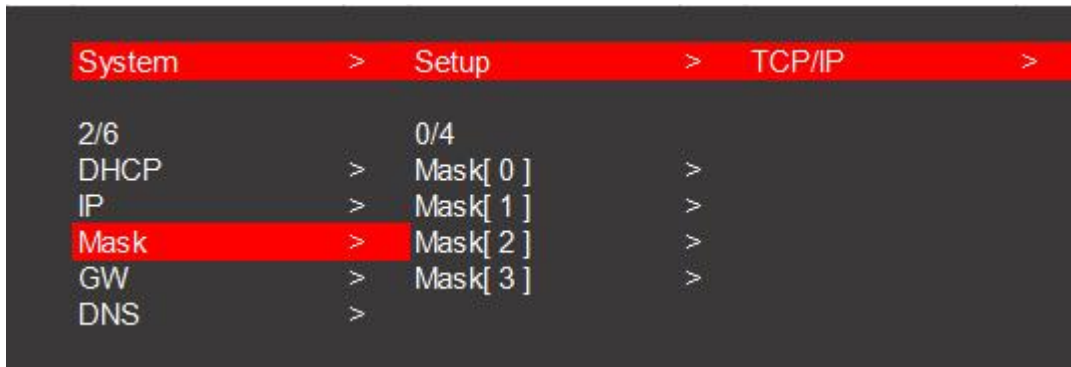 System > Setup > TCP/IP >
2/6 0/4
DHCP > Mask[ 0 ] >
IP > Mask[ 1 ] >
Mask > Mask[ 2 ] >
GW > Mask[ 3 ] >
DNS >